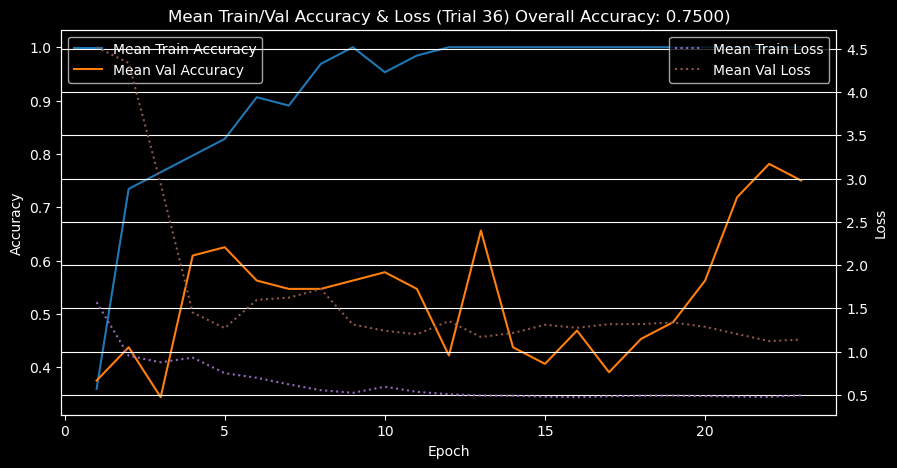 Mean Train/Val Accuracy & Loss (Trial 36) Overall Accuracy: 0.7500)
Mean Train Accuracy
Mean Val Accuracy
Mean Train Loss
Mean Val Loss
Accuracy
1.0
0.9
0.8
0.7
0.6
0.5
0.4
4.5
4.0
3.5
3.0
2.5
2.0
1.5
1.0
0.5
Loss
0
5
10
15
20
Epoch